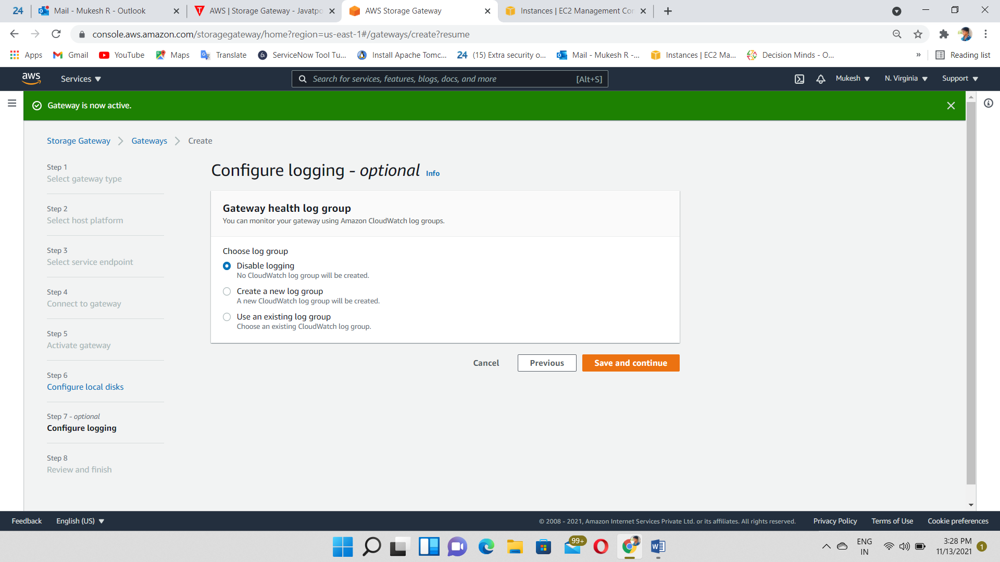 24
Mail - Mukesh R - Outlook
AWS | Storage Gateway - Javatpo
AWS Storage Gateway
Instances | EC2 Management Con
console.aws.amazon.com/storagegateway/home?region=us-east-1#/gateways/create?resume
Apps
Gmail
YouTube
Maps
Translate
ServiceNow Tool Tu...
Install Apache Tomc...
24 (15) Extra security o...
Mail - Mukesh R -...
Instances | EC2 Ma...
Decision Minds - O...
»
Reading list
aws
Services
Search for services, features, blogs, docs, and more
[Alt+S]
Mukesh
N. Virginia
Support
Gateway is now active.
Storage Gateway
Gateways
Create
Step 1
Select gateway type
Step 2
Select host platform
Step 3
Select service endpoint
Step 4
Connect to gateway
Step 5
Activate gateway
Step 6
Configure local disks
Step 7 - optional
Configure logging
Step 8
Review and finish
Configure logging - optional Info
Gateway health log group
You can monitor your gateway using Amazon CloudWatch log groups.
Choose log group
Disable logging
No CloudWatch log group will be created.
Create a new log group
A new CloudWatch log group will be created.
Use an existing log group
Choose an existing CloudWatch log group.
Cancel
Previous
Save and continue
Feedback
English (US)
© 2008 - 2021, Amazon Internet Services Private Ltd. or its affiliates. All rights reserved.
Privacy Policy
Terms of Use
Cookie preferences
99+
ENG
IN
3:28 PM
11/13/2021
1